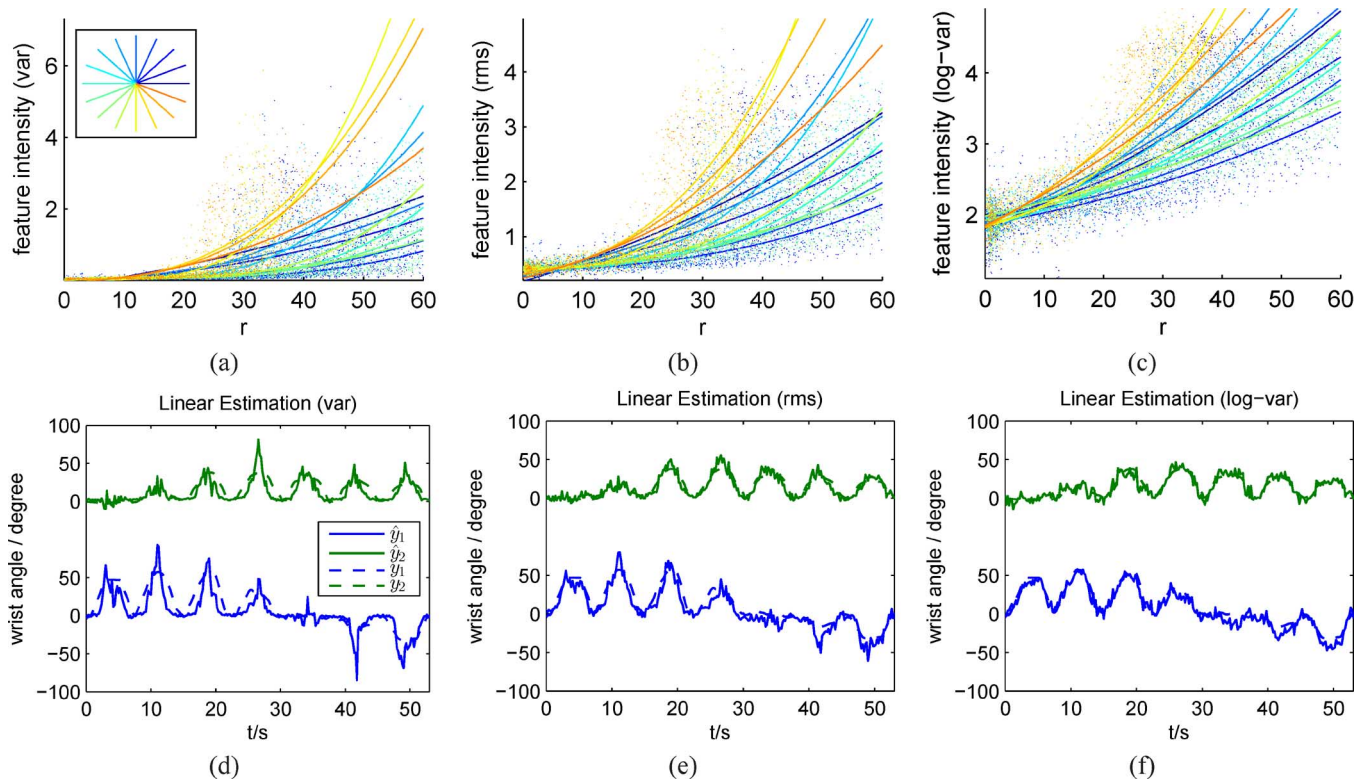 feature intensity (var)
6
4
2
0 10 20 30 40 50 60
r
(a)
feature intensity (rms)
4
3
2
1
0 10 20 30 40 50 60
r
(b)
feature intensity (log−var)
4
3
2
0 10 20 30 40 50 60
r
(c)
Linear Estimation (var)
wrist angle / degree
100
50
0
50
0
−50
−100
ŷ₁
ŷ₂
y₁
y₂
0 10 20 30 40 50
t/s
(d)
Linear Estimation (rms)
wrist angle / degree
100
50
0
50
0
−50
−100
0 10 20 30 40 50
t/s
(e)
Linear Estimation (log−var)
wrist angle / degree
100
50
0
50
0
−50
−100
0 10 20 30 40 50
t/s
(f)